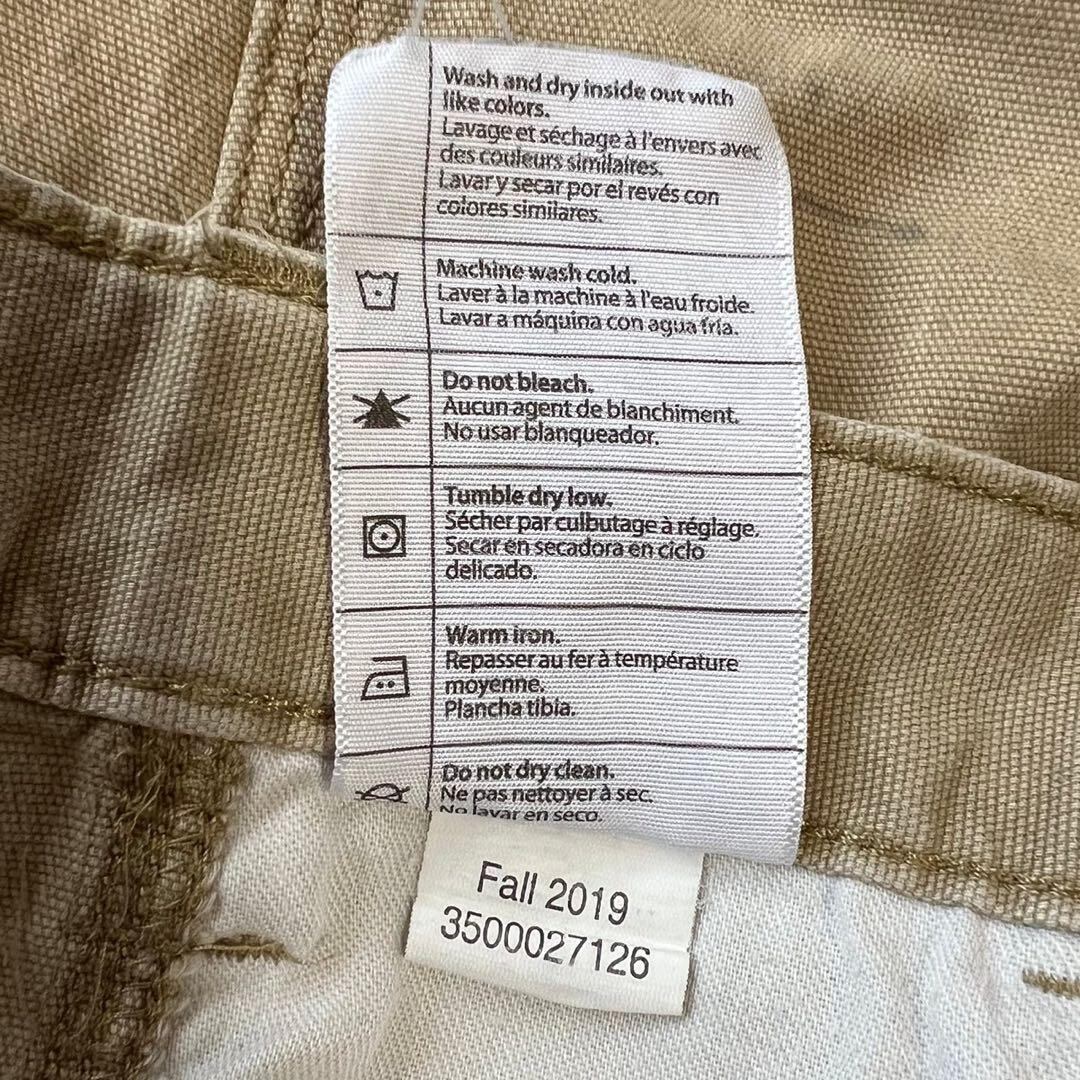 Wash and dry inside out with
like colors.
Lavage et séchage à l'envers avec
des couleurs similaires.
Lavar y secar por el revés con
colores similares.
Machine wash cold.
Laver à la machine à l'eau froide.
Lavar a máquina con agua fría.
Do not bleach.
Aucun agent de blanchiment.
No usar blanqueador.
Tumble dry low.
Sécher par culbutage à réglage.
Secar en secadora en ciclo
delicado.
Warm iron.
Repasser au fer à température
moyenne.
Plancha tibia.
Do not dry clean.
Ne pas nettoyer à sec.
No lavar en seco.
Fall 2019
3500027126